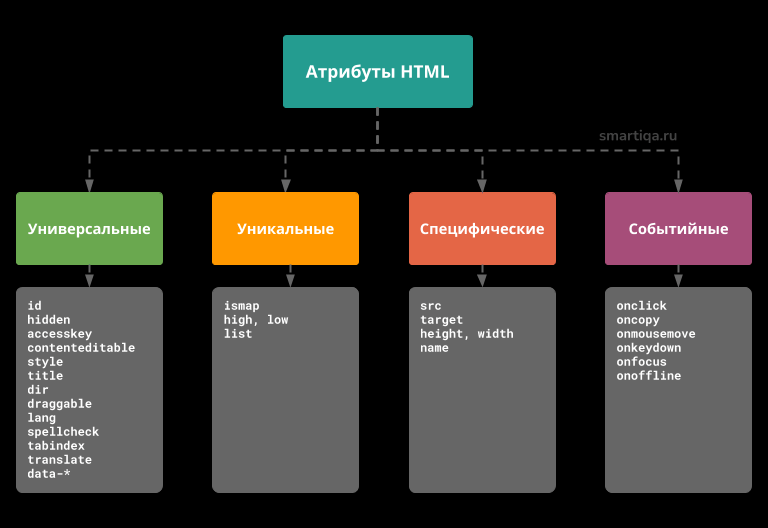 Атрибуты HTML
smartiqa.ru
Универсальные
Уникальные
Специфические
Событийные
id
hidden
accesskey
contenteditable
style
title
dir
draggable
lang
spellcheck
tabindex
translate
data-*
ismap
high, low
list
src
target
height, width
name
onclick
oncopy
onmousemove
onkeydown
onfocus
onoffline